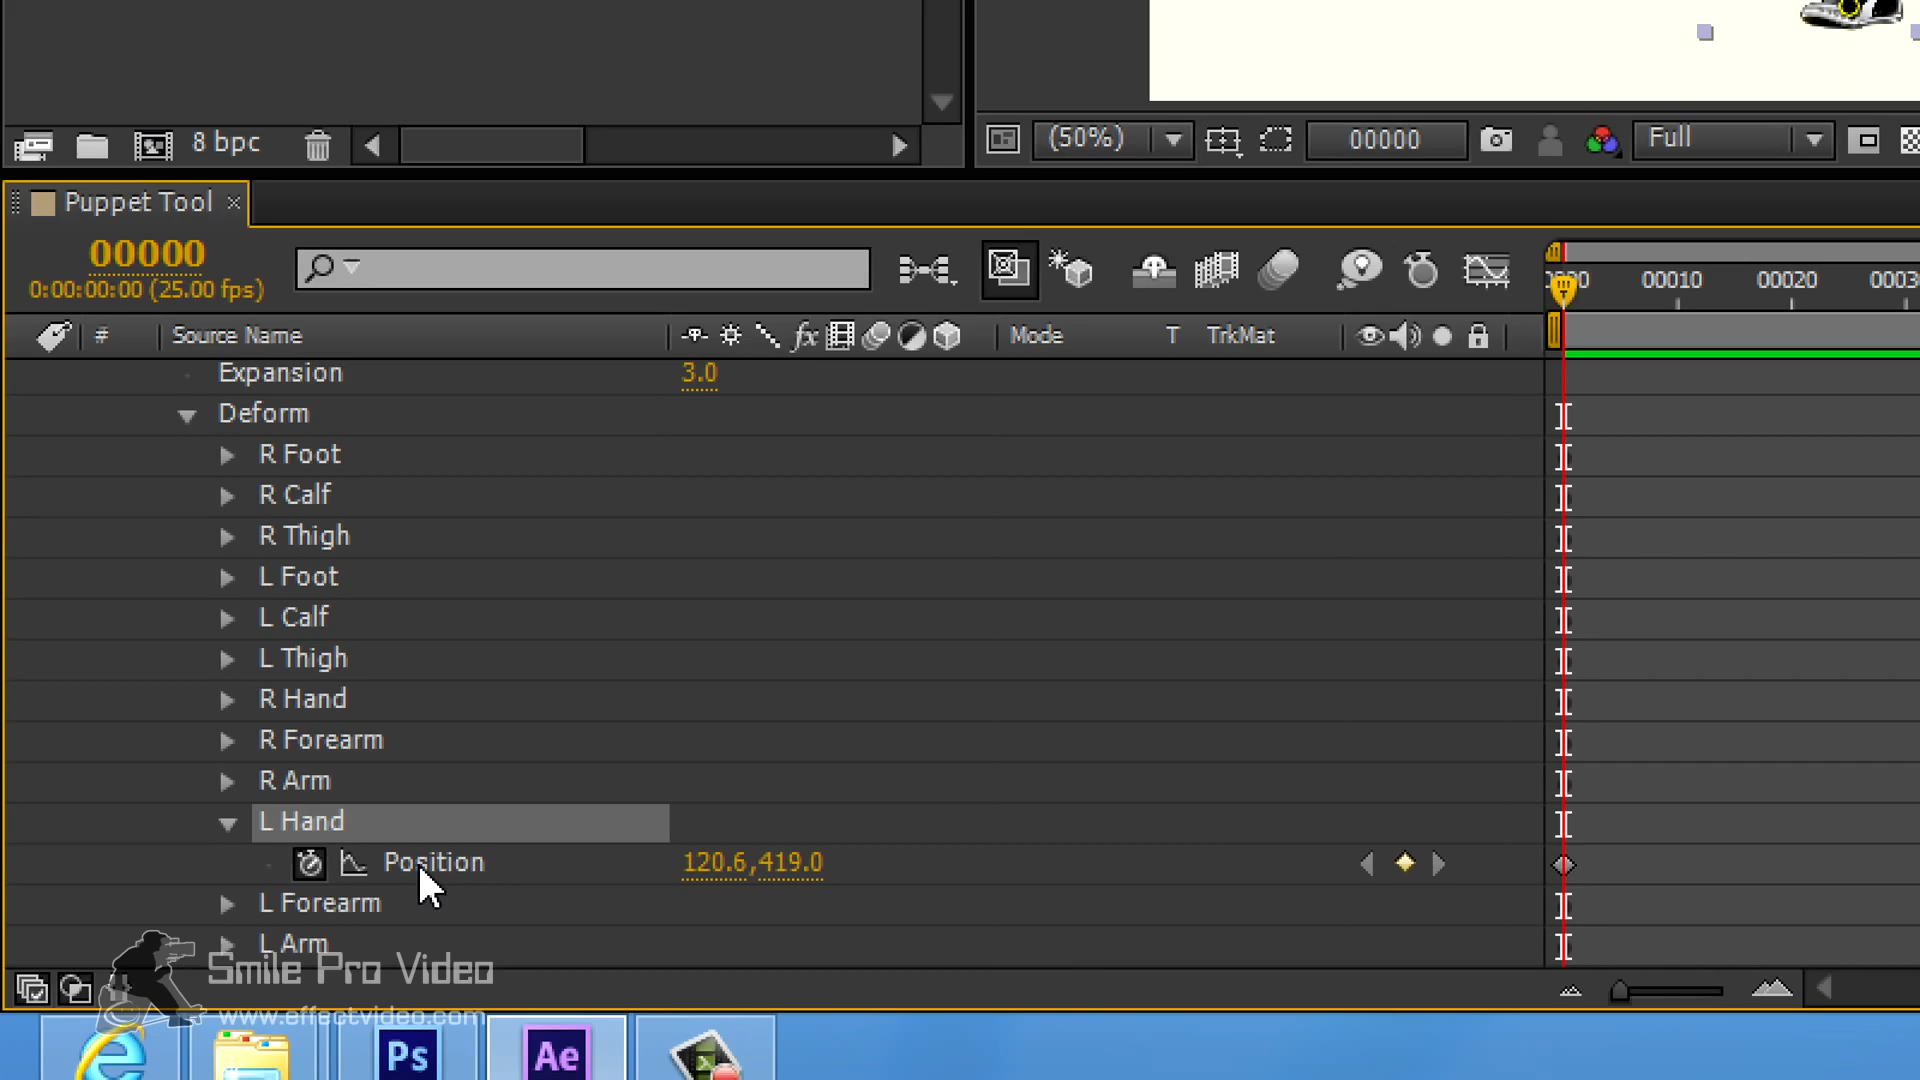 8 bpc
(50%)
00000
Full
Puppet Tool
00000
0:00:00:00 (25.00 fps)
00010
00020
# Source Name
fx
Mode T TrkMat
Expansion 3.0
Deform
R Foot
R Calf
R Thigh
L Foot
L Calf
L Thigh
R Hand
R Forearm
R Arm
L Hand
Position 120.6,419.0
L Forearm
L Arm
Smile Pro Video
www.effectvideo.com
Ps
Ae